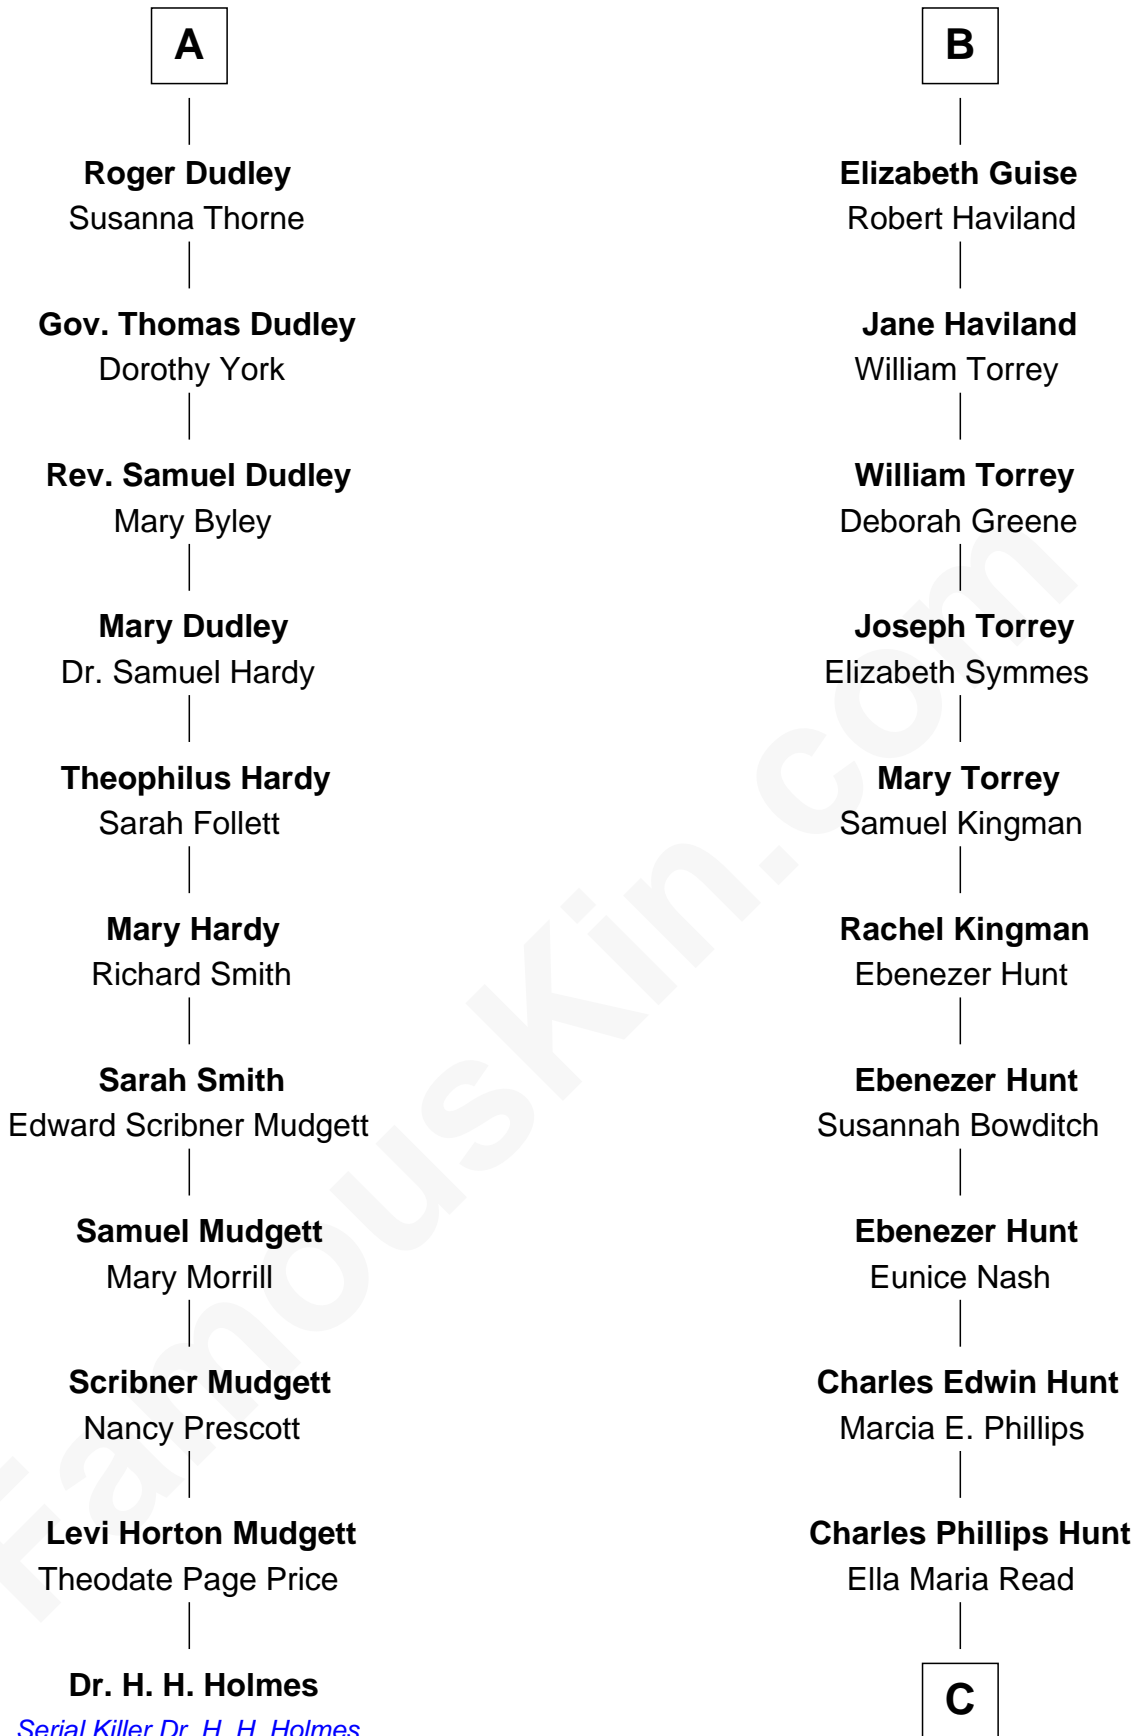 A
Roger Dudley
Susanna Thorne
Gov. Thomas Dudley
Dorothy York
Rev. Samuel Dudley
Mary Byley
Mary Dudley
Dr. Samuel Hardy
Theophilus Hardy
Sarah Follett
Mary Hardy
Richard Smith
Sarah Smith
Edward Scribner Mudgett
Samuel Mudgett
Mary Morrill
Scribner Mudgett
Nancy Prescott
Levi Horton Mudgett
Theodate Page Price
Dr. H. H. Holmes
Serial Killer Dr. H. H. Holmes
B
Elizabeth Guise
Robert Haviland
Jane Haviland
William Torrey
William Torrey
Deborah Greene
Joseph Torrey
Elizabeth Symmes
Mary Torrey
Samuel Kingman
Rachel Kingman
Ebenezer Hunt
Ebenezer Hunt
Susannah Bowditch
Ebenezer Hunt
Eunice Nash
Charles Edwin Hunt
Marcia E. Phillips
Charles Phillips Hunt
Ella Maria Read
C
FamousKin.com